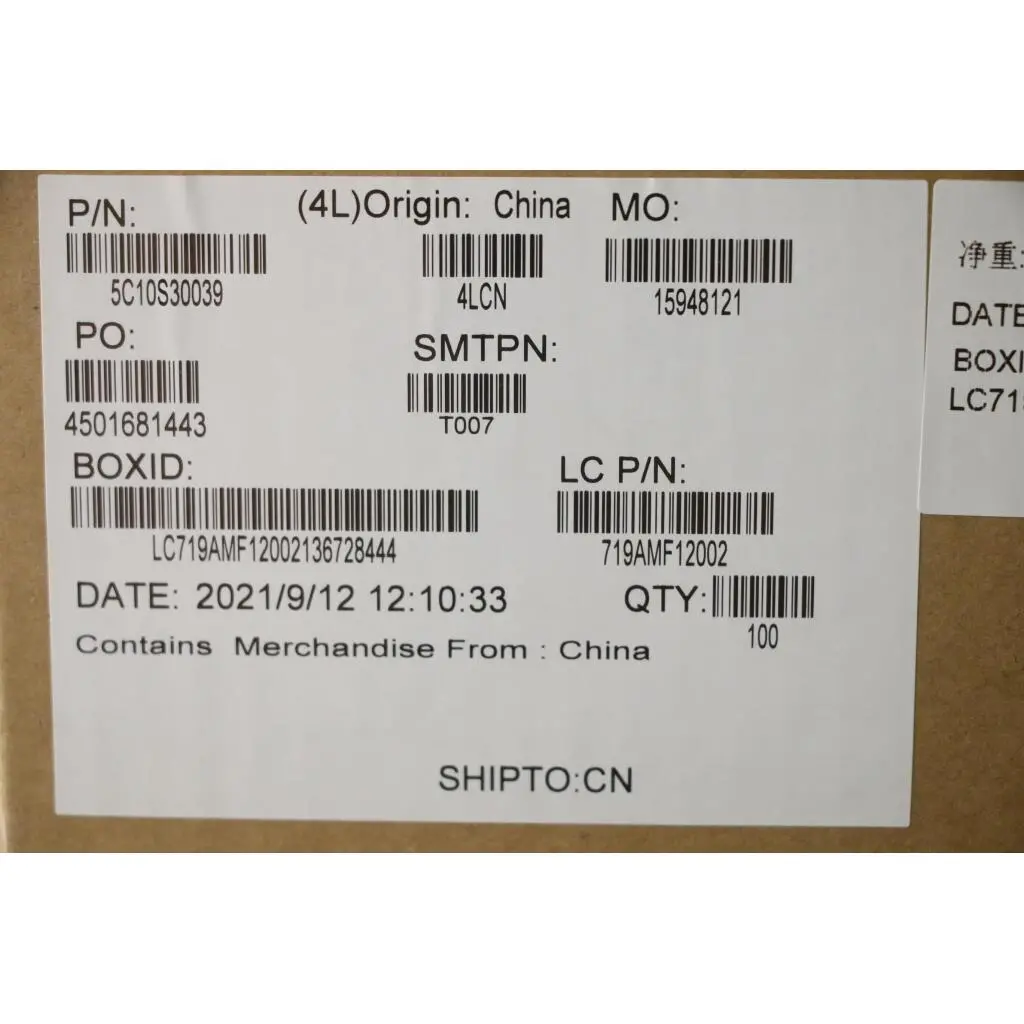 P/N: (4L)Origin: China MO:
5C10S30039 4LCN 15948121
PO: SMTPN:
4501681443 T007
BOXID: LC P/N:
LC719AMF12002136728444 719AMF12002
DATE: 2021/9/12 12:10:33 QTY:
100
Contains Merchandise From : China
SHIPTO:CN
净重:
DATE
BOXI
LC719